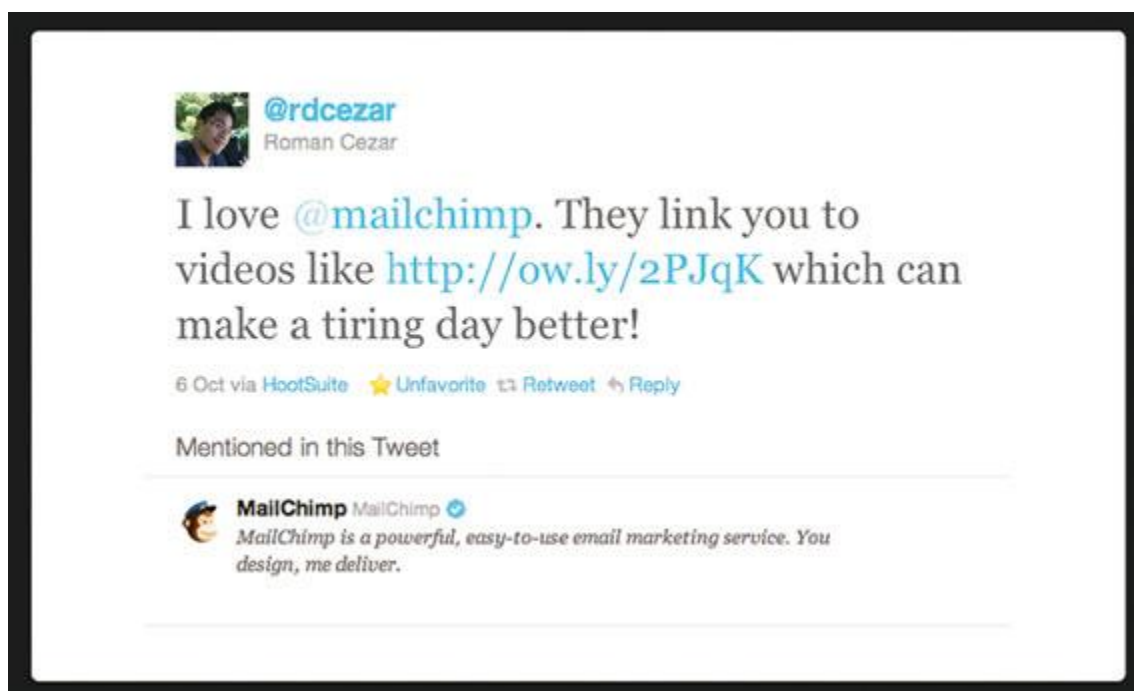 @rdcezar
Roman Cezar
I love @mailchimp. They link you to
videos like http://ow.ly/2PJqK which can
make a tiring day better!
6 Oct via HootSuite Unfavorite Retweet Reply
Mentioned in this Tweet
MailChimp MailChimp
MailChimp is a powerful, easy-to-use email marketing service. You
design, me deliver.